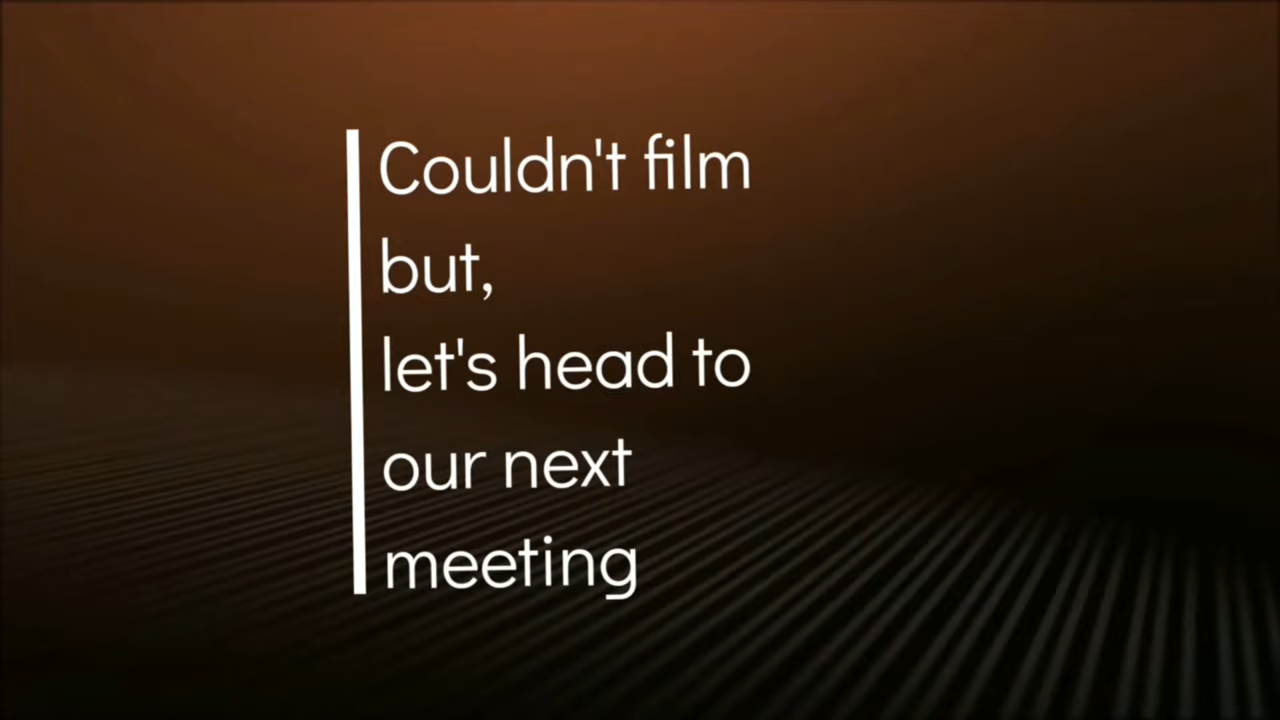 Couldn't film
but,
let's head to
our next
meeting